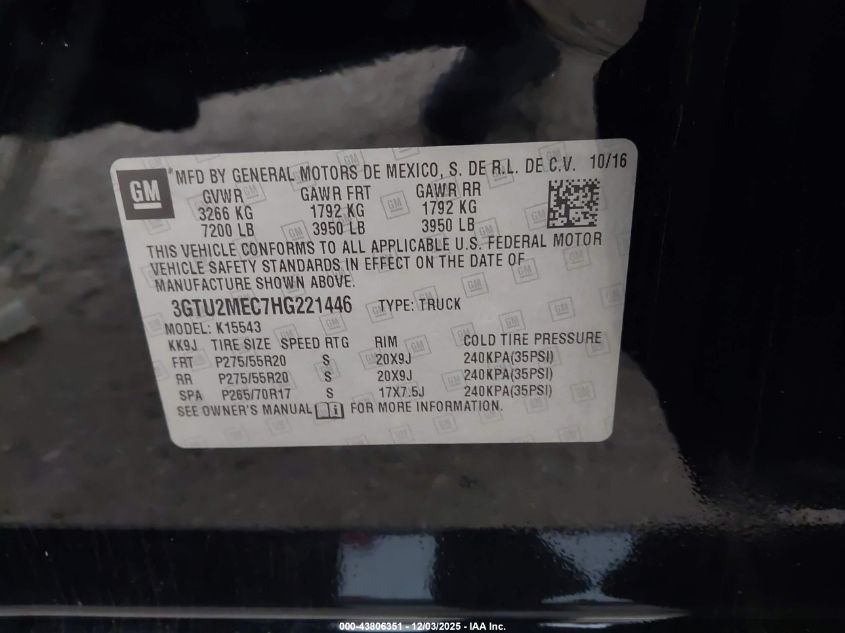 GM
*MFD BY GENERAL MOTORS DE MEXICO, S. DE R.L. DE C.V. 10/16
GVWR GAWR FRT GAWR RR
3266 KG 1792 KG 1792 KG
7200 LB 3950 LB 3950 LB
THIS VEHICLE CONFORMS TO ALL APPLICABLE U.S. FEDERAL MOTOR
VEHICLE SAFETY STANDARDS IN EFFECT ON THE DATE OF
MANUFACTURE SHOWN ABOVE.
3GTU2MEC7HG221446 TYPE: TRUCK
MODEL: K15543
KK9J TIRE SIZE SPEED RTG RIM COLD TIRE PRESSURE
FRT P275/55R20 S 20X9J 240KPA(35PSI)
RR P275/55R20 S 20X9J 240KPA(35PSI)
SPA P265/70R17 S 17X7.5J 240KPA(35PSI)
SEE OWNER'S MANUAL FOR MORE INFORMATION.
000-43806351 - 12/03/2025 - IAA Inc.